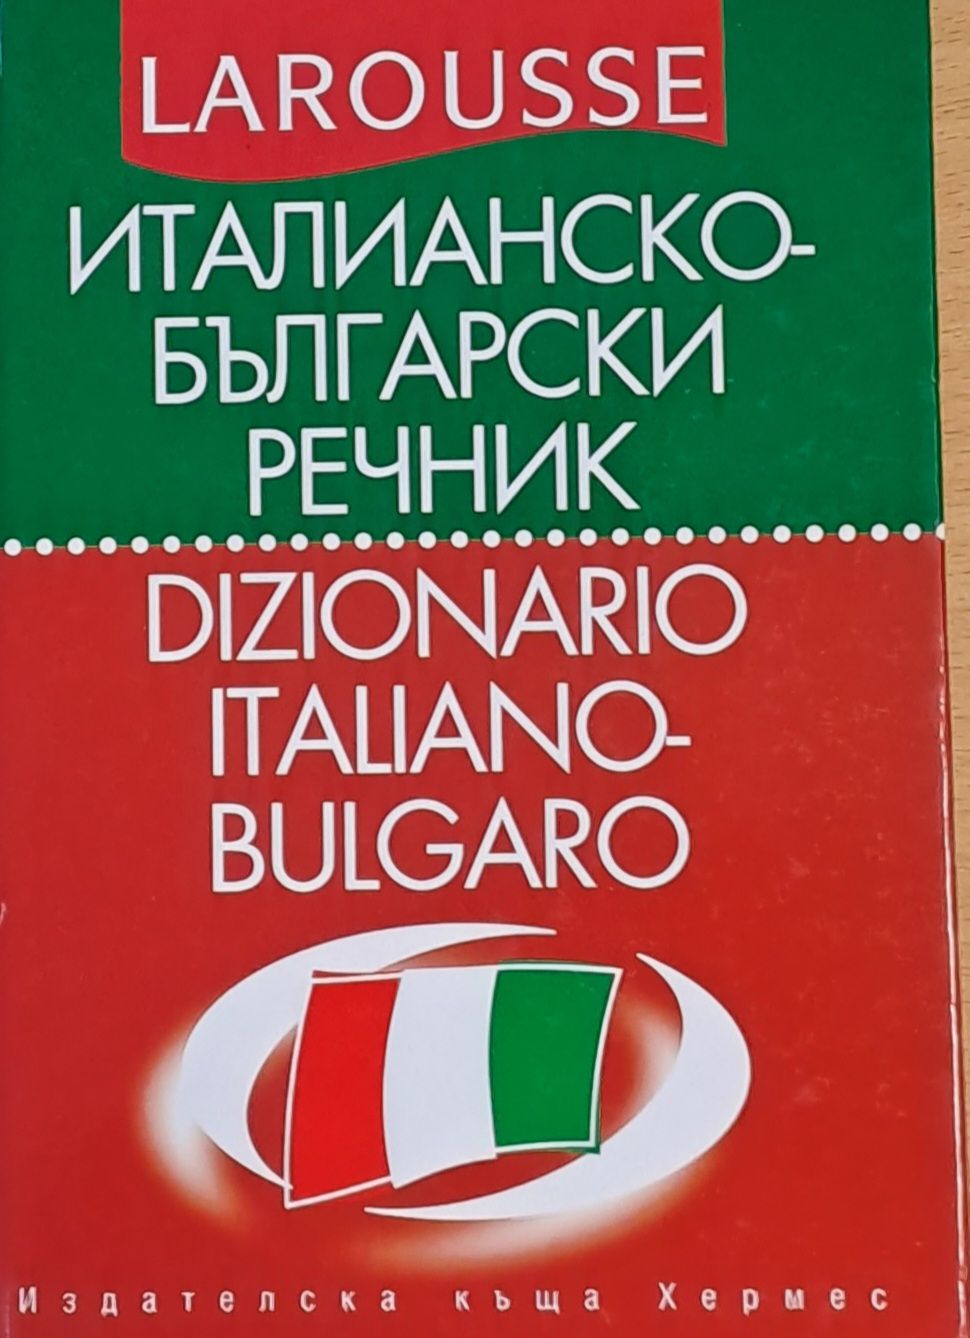 LAROUSSE
ИТАЛИАНСКО-
БЪЛГАРСКИ
РЕЧНИК
DIZIONARIO
ITALIANO-
BULGARO
Издателска къща Хермес